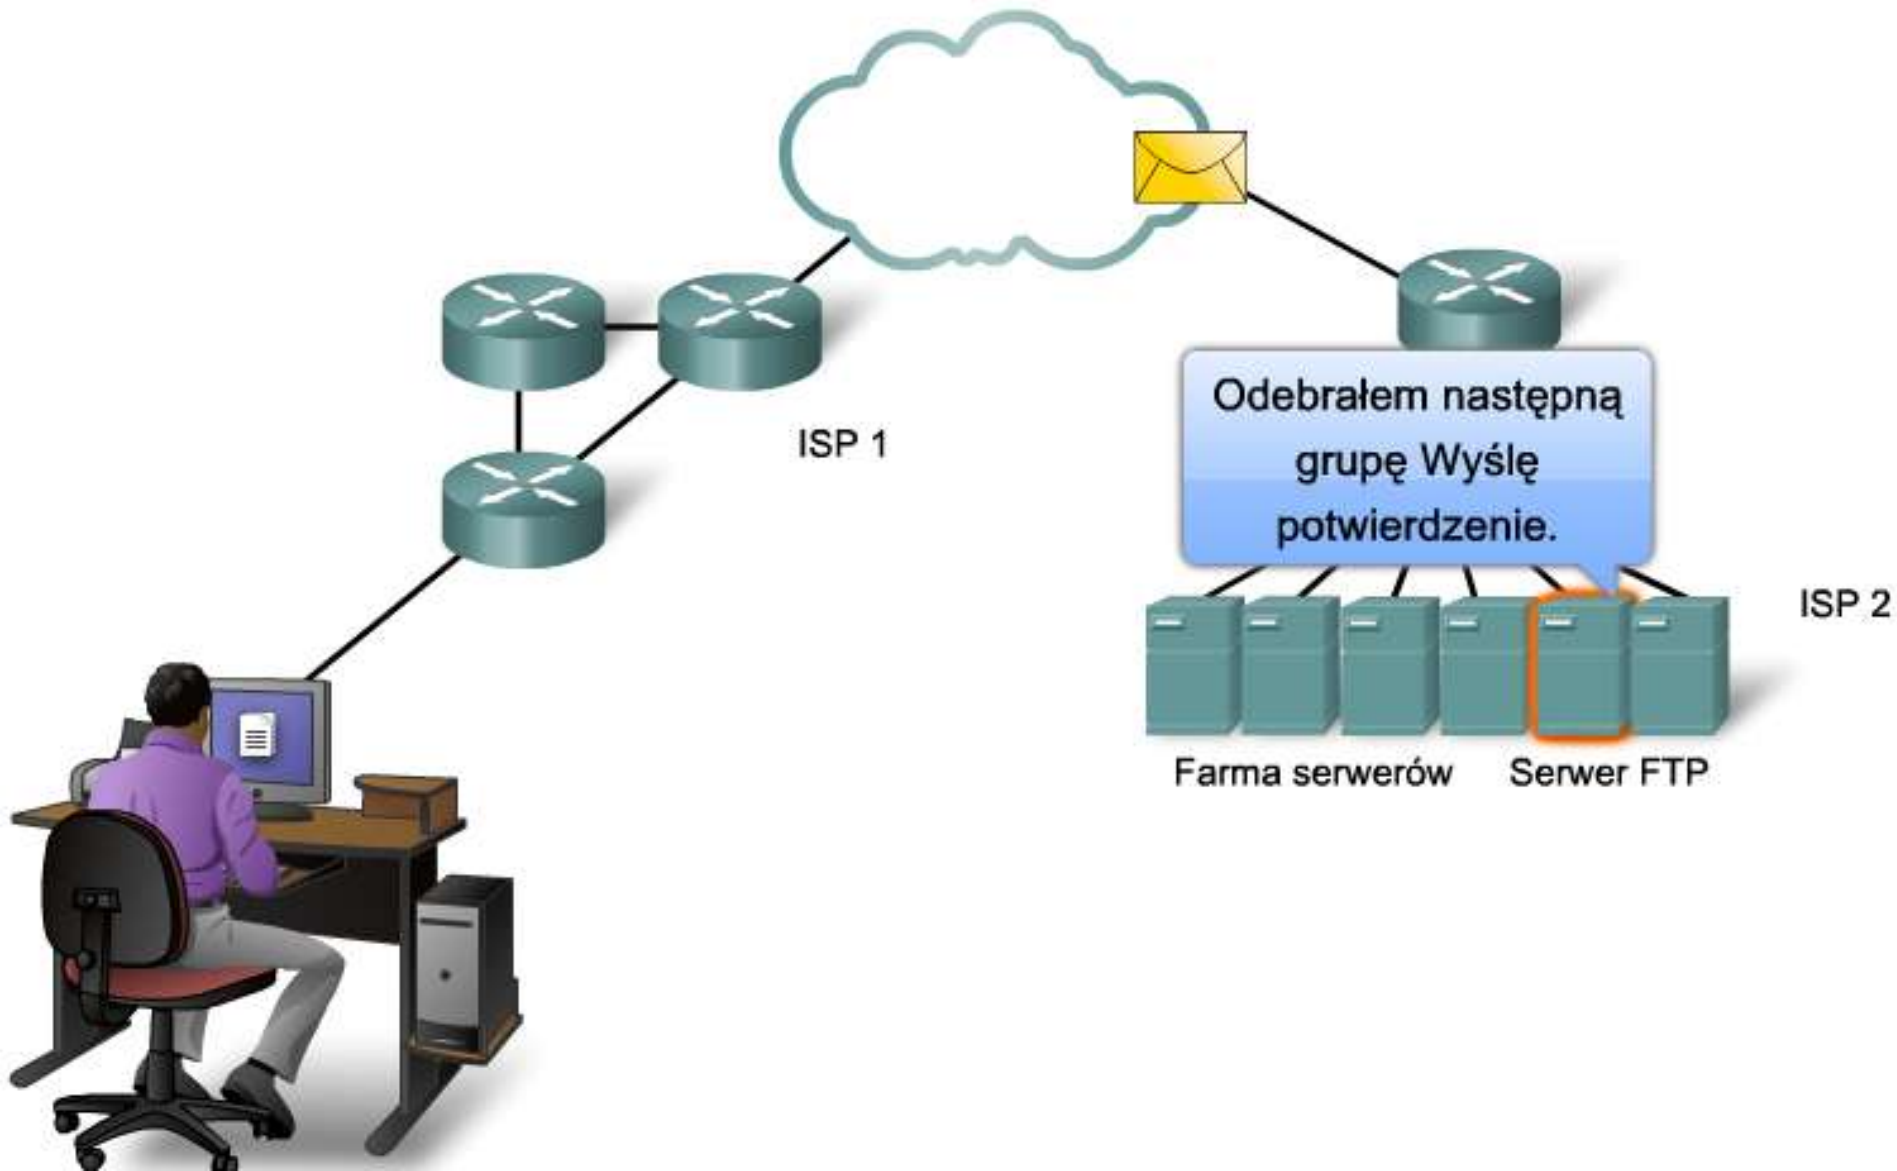 ISP 1
Odebrałem następną
grupę Wyślę
potwierdzenie.
ISP 2
Farma serwerów
Serwer FTP